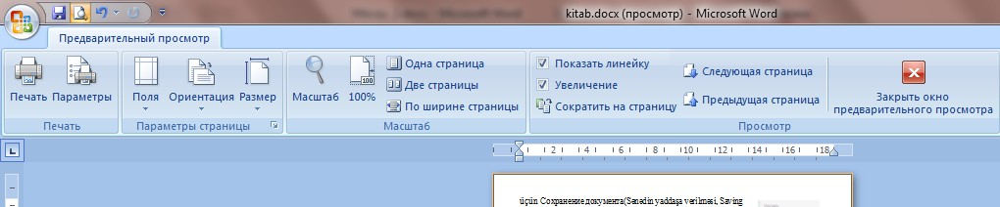 kitab.docx (просмотр) - Microsoft Word
Предварительный просмотр
Печать
Параметры
Поля
Ориентация
Размер
Масштаб
100%
100
Одна страница
Две страницы
По ширине страницы
Показать линейку
Увеличение
Сократить на страницу
Следующая страница
Предыдущая страница
Закрыть окно
предварительного просмотра
Печать
Параметры страницы
Масштаб
Просмотр
2 4 6 8 10 12 14 16 18
üçün Сохранение документа(Sənədin yaddaşa verilməsi, Saving